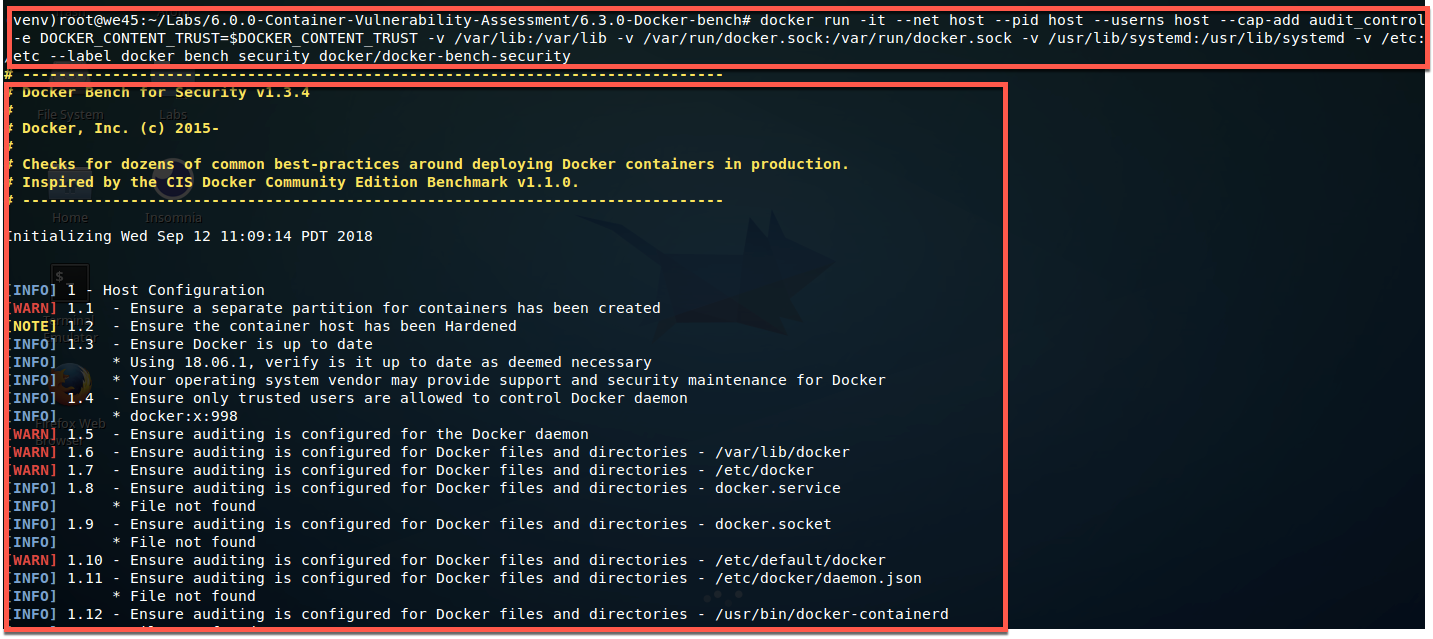 venv)root@we45:~/Labs/6.0.0-Container-Vulnerability-Assessment/6.3.0-Docker-bench# docker run -it --net host --pid host --userns host --cap-add audit_control
-e DOCKER_CONTENT_TRUST=$DOCKER_CONTENT_TRUST -v /var/lib:/var/lib -v /var/run/docker.sock:/var/run/docker.sock -v /usr/lib/systemd:/usr/lib/systemd -v /etc:
/etc --label docker_bench_security docker/docker-bench-security
# ------------------------------------------------------------------------------
# Docker Bench for Security v1.3.4
#
File System Labs
# Docker, Inc. (c) 2015-
#
# Checks for dozens of common best-practices around deploying Docker containers in production.
# Inspired by the CIS Docker Community Edition Benchmark v1.1.0.
# ------------------------------------------------------------------------------
Home Insomnia
Initializing Wed Sep 12 11:09:14 PDT 2018
$_
[INFO] 1 - Host Configuration
[WARN] 1.1  - Ensure a separate partition for containers has been created
Terminal
[NOTE] 1.2  - Ensure the container host has been Hardened
Emulator
[INFO] 1.3  - Ensure Docker is up to date
[INFO]      * Using 18.06.1, verify is it up to date as deemed necessary
[INFO]      * Your operating system vendor may provide support and security maintenance for Docker
[INFO] 1.4  - Ensure only trusted users are allowed to control Docker daemon
[INFO]      * docker:x:998
Firefox Web
[WARN] 1.5  - Ensure auditing is configured for the Docker daemon
Browser
[WARN] 1.6  - Ensure auditing is configured for Docker files and directories - /var/lib/docker
[WARN] 1.7  - Ensure auditing is configured for Docker files and directories - /etc/docker
[INFO] 1.8  - Ensure auditing is configured for Docker files and directories - docker.service
[INFO]      * File not found
[INFO] 1.9  - Ensure auditing is configured for Docker files and directories - docker.socket
[INFO]      * File not found
[WARN] 1.10 - Ensure auditing is configured for Docker files and directories - /etc/default/docker
[INFO] 1.11 - Ensure auditing is configured for Docker files and directories - /etc/docker/daemon.json
[INFO]      * File not found
[INFO] 1.12 - Ensure auditing is configured for Docker files and directories - /usr/bin/docker-containerd